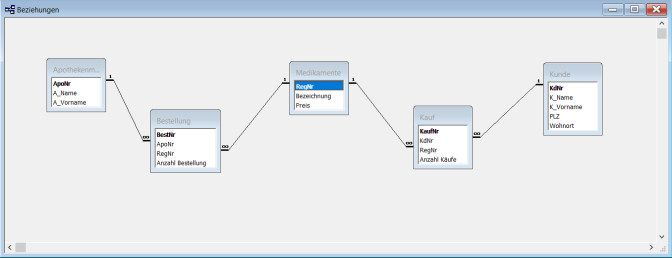 Beziehungen
Apothekenm...
ApoNr
A_Name
A_Vorname
Bestellung
BestNr
ApoNr
RegNr
Anzahl Bestellung
Medikamente
RegNr
Bezeichnung
Preis
Kauf
KaufNr
KdNr
RegNr
Anzahl Käufe
Kunde
KdNr
K_Name
K_Vorname
PLZ
Wohnort
1
∞
1
∞
1
∞
1
∞